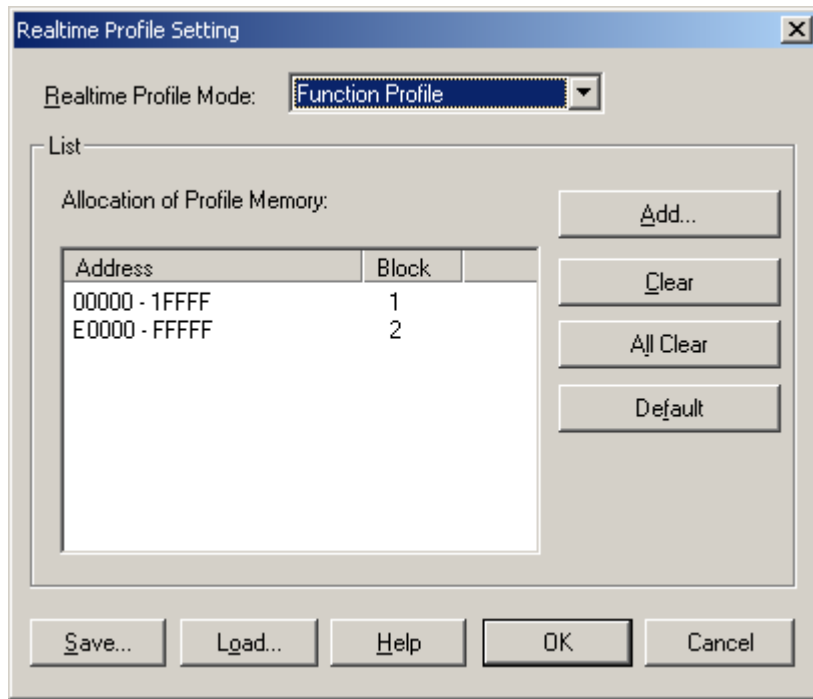 Realtime Profile Setting
Realtime Profile Mode: Function Profile
List
Allocation of Profile Memory:
Add...
Address Block
Clear
00000 - 1FFFF 1
E0000 - FFFFF 2
All Clear
Default
Save... Load... Help OK Cancel